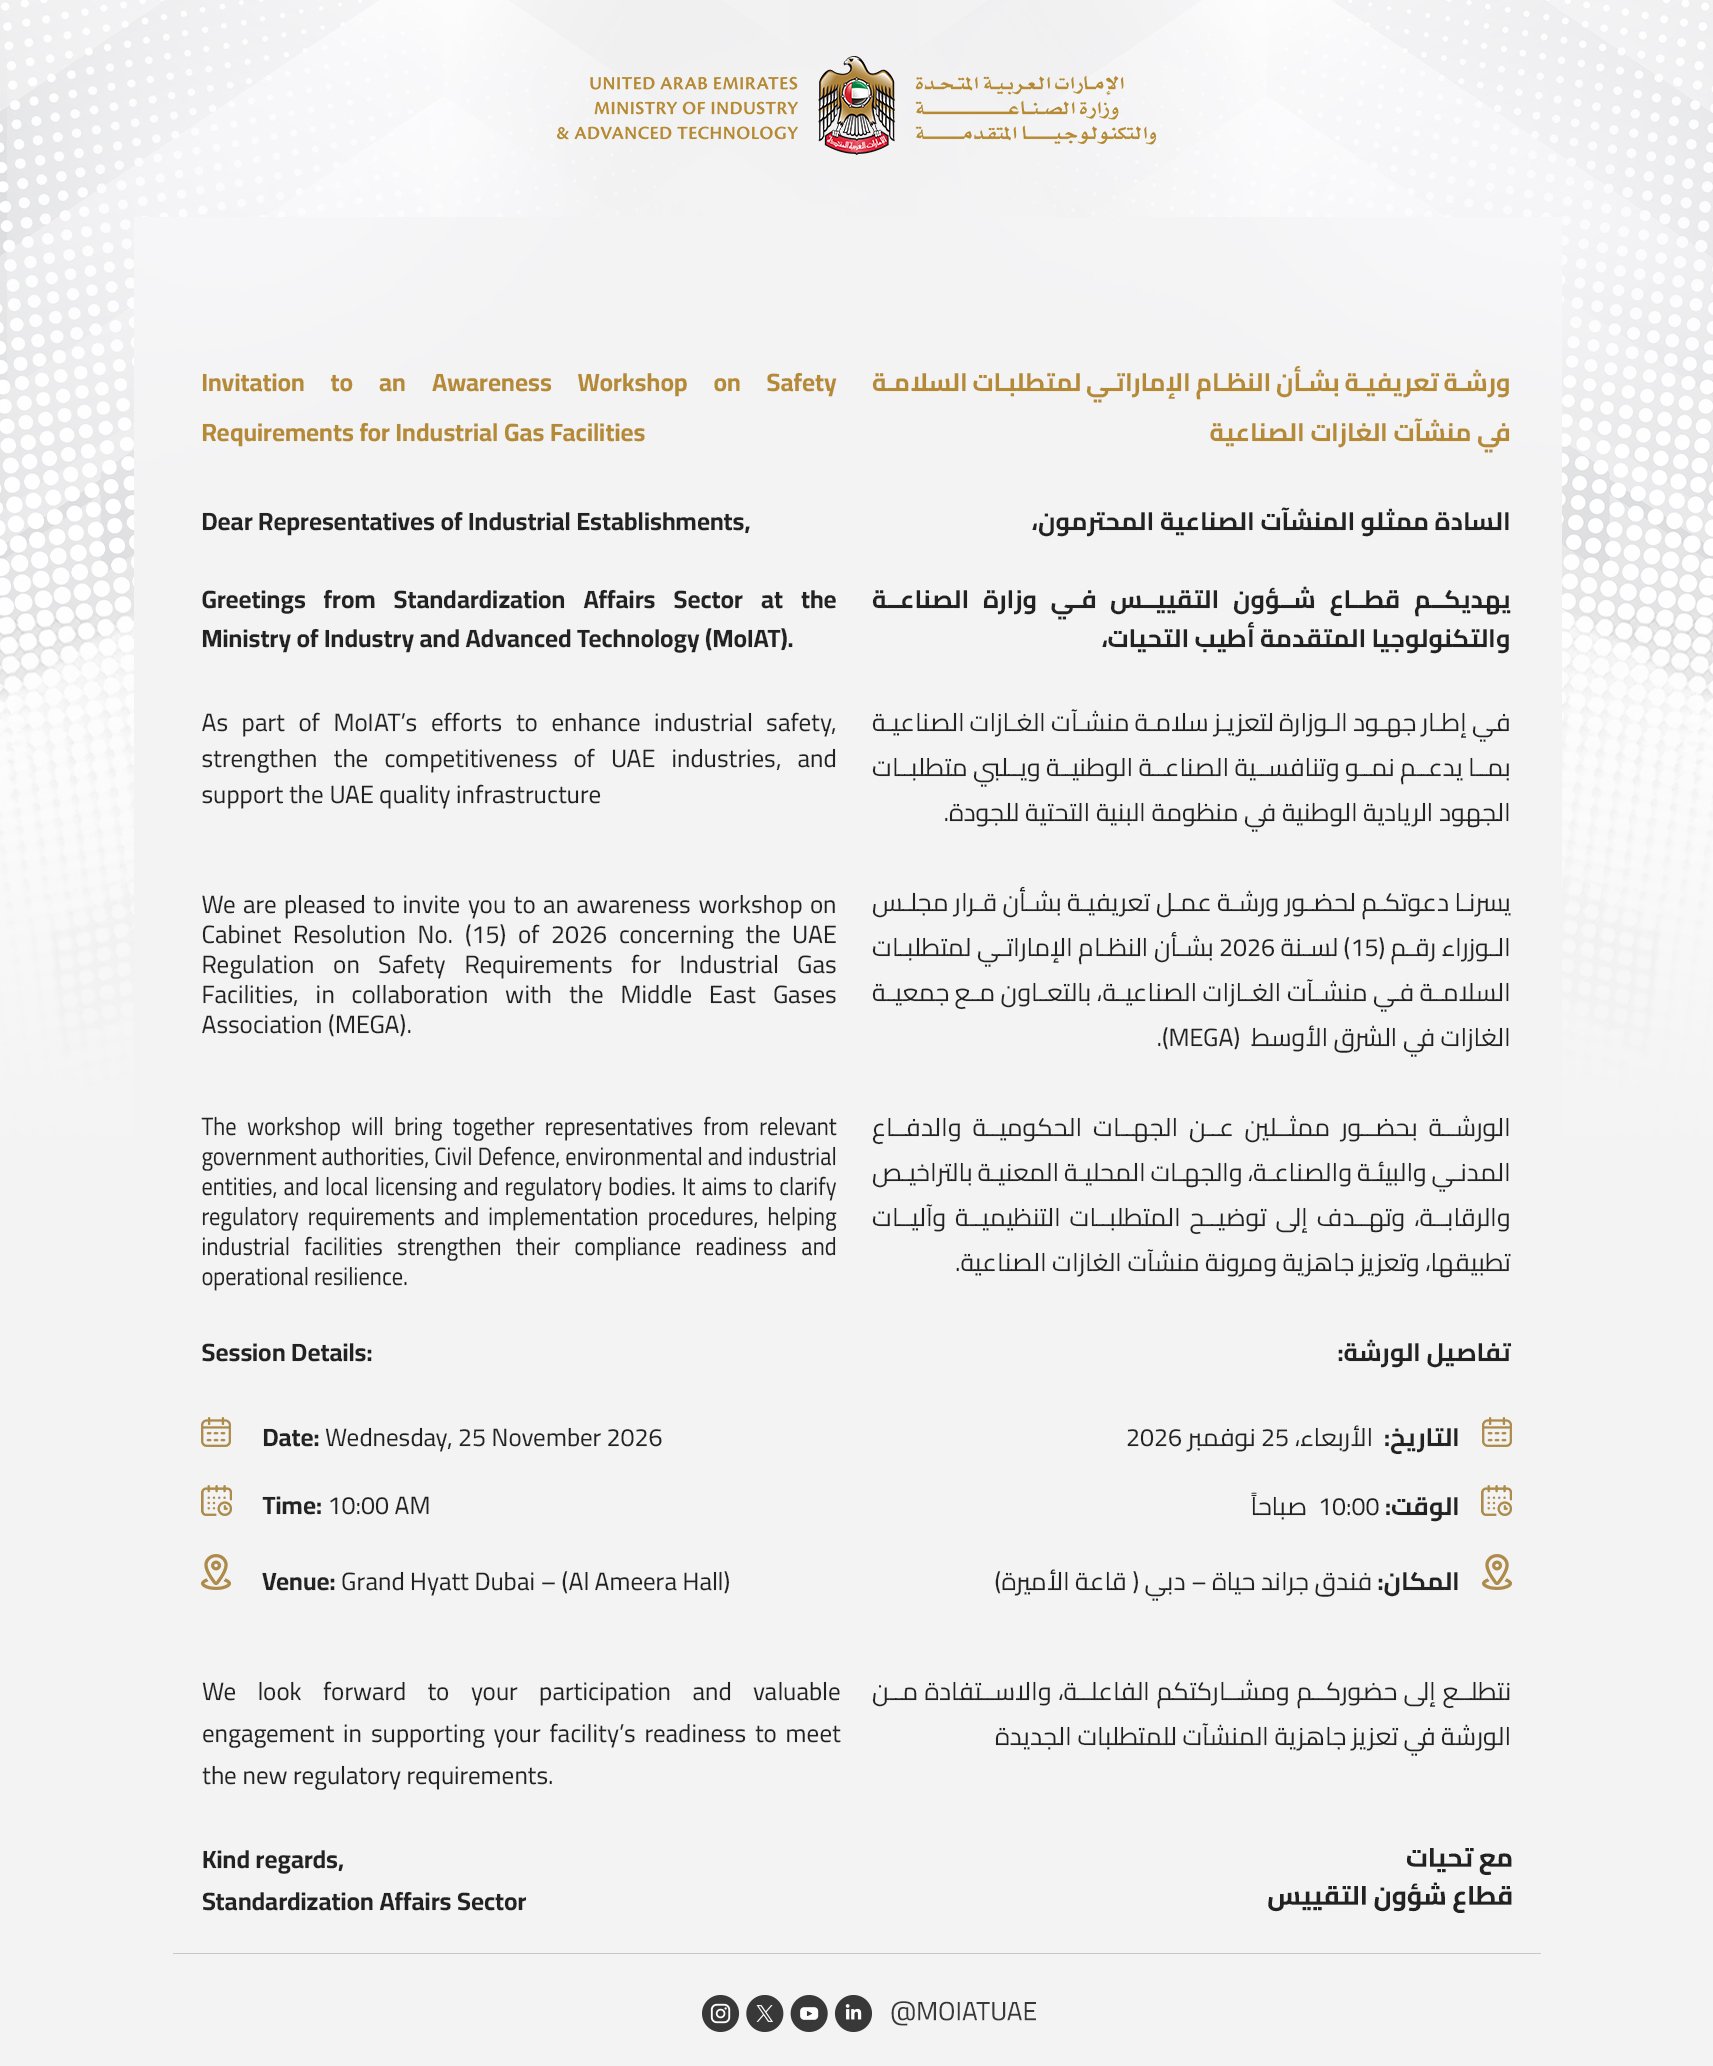 UNITED ARAB EMIRATES
MINISTRY OF INDUSTRY
& ADVANCED TECHNOLOGY
الإمارات العربية المتحدة
وزارة الصناعة
والتكنولوجيا المتقدمة
Invitation to an Awareness Workshop on Safety
Requirements for Industrial Gas Facilities
Dear Representatives of Industrial Establishments,
Greetings from Standardization Affairs Sector at the
Ministry of Industry and Advanced Technology (MoIAT).
As part of MoIAT’s efforts to enhance industrial safety,
strengthen the competitiveness of UAE industries, and
support the UAE quality infrastructure
We are pleased to invite you to an awareness workshop on
Cabinet Resolution No. (15) of 2026 concerning the UAE
Regulation on Safety Requirements for Industrial Gas
Facilities, in collaboration with the Middle East Gases
Association (MEGA).
The workshop will bring together representatives from relevant
government authorities, Civil Defence, environmental and industrial
entities, and local licensing and regulatory bodies. It aims to clarify
regulatory requirements and implementation procedures, helping
industrial facilities strengthen their compliance readiness and
operational resilience.
Session Details:
Date: Wednesday, 25 November 2026
Time: 10:00 AM
Venue: Grand Hyatt Dubai – (Al Ameera Hall)
We look forward to your participation and valuable
engagement in supporting your facility’s readiness to meet
the new regulatory requirements.
Kind regards,
Standardization Affairs Sector
ورشة تعريفية بشأن النظام الإماراتي لمتطلبات السلامة
في منشآت الغازات الصناعية
السادة ممثلو المنشآت الصناعية المحترمون،
يهديكم قطاع شؤون التقييس في وزارة الصناعة
والتكنولوجيا المتقدمة أطيب التحيات،
في إطار جهود الوزارة لتعزيز سلامة منشآت الغازات الصناعية
بما يدعم نمو وتنافسية الصناعة الوطنية ويلبي متطلبات
الجهود الريادية الوطنية في منظومة البنية التحتية للجودة.
يسرنا دعوتكم لحضور ورشة عمل تعريفية بشأن قرار مجلس
الوزراء رقم (15) لسنة 2026 بشأن النظام الإماراتي لمتطلبات
السلامة في منشآت الغازات الصناعية، بالتعاون مع جمعية
الغازات في الشرق الأوسط (MEGA).
الورشة بحضور ممثلين عن الجهات الحكومية والدفاع
المدني والبيئة والصناعة، والجهات المحلية المعنية بالتراخيص
والرقابة، وتهدف إلى توضيح المتطلبات التنظيمية وآليات
تطبيقها، وتعزيز جاهزية ومرونة منشآت الغازات الصناعية.
تفاصيل الورشة:
التاريخ: الأربعاء، 25 نوفمبر 2026
الوقت: 10:00 صباحاً
المكان: فندق جراند حياة – دبي ( قاعة الأميرة)
نتطلع إلى حضوركم ومشاركتكم الفاعلة، والاستفادة من
الورشة في تعزيز جاهزية المنشآت للمتطلبات الجديدة
مع تحيات
قطاع شؤون التقييس
@MOIATUAE